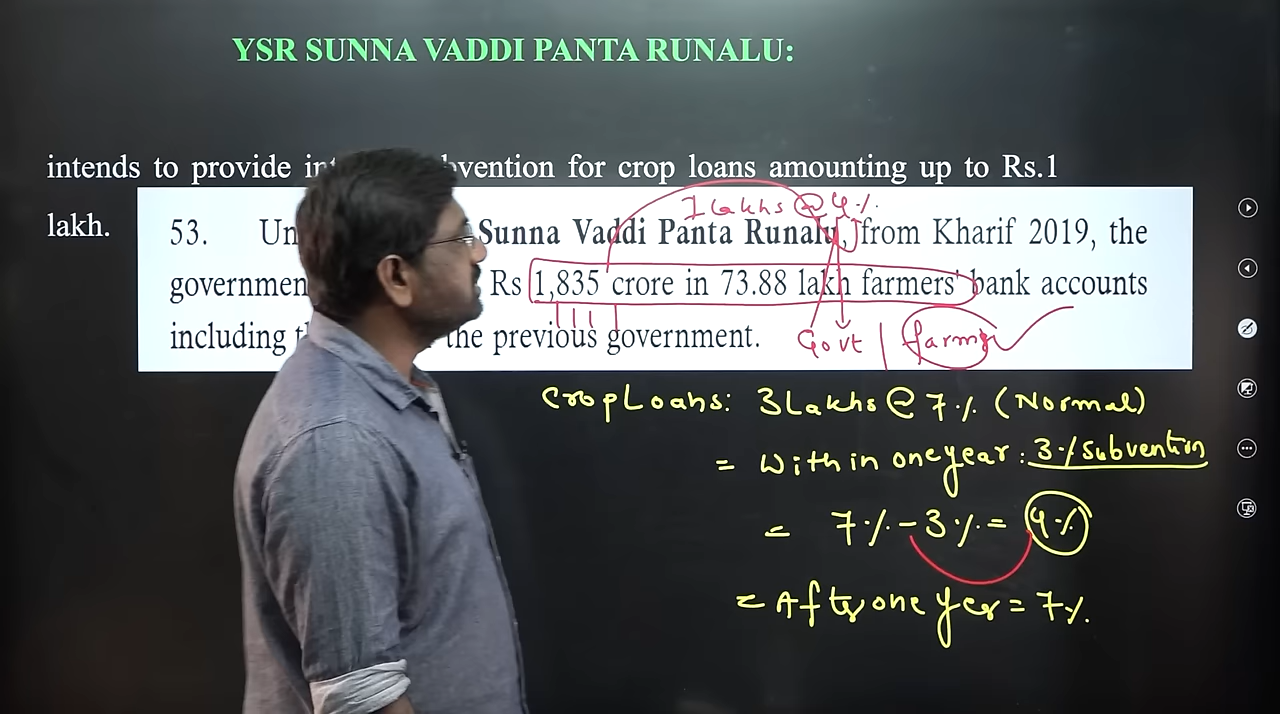 YSR SUNNA VADDI PANTA RUNALU:
intends to provide vention for crop loans amounting up to Rs.1
lakh.
1 Lakhs @ 4%
53. Un Sunna Vaddi Panta Runalu, from Kharif 2019, the
governmen Rs 1,835 crore in 73.88 lakh farmers' bank accounts
including the previous government.
Govt | farmer
Crop Loans: 3 Lakhs @ 7% (Normal)
= With in one year: 3% Subvention
= 7% - 3% = 4%
= After one yer = 7%